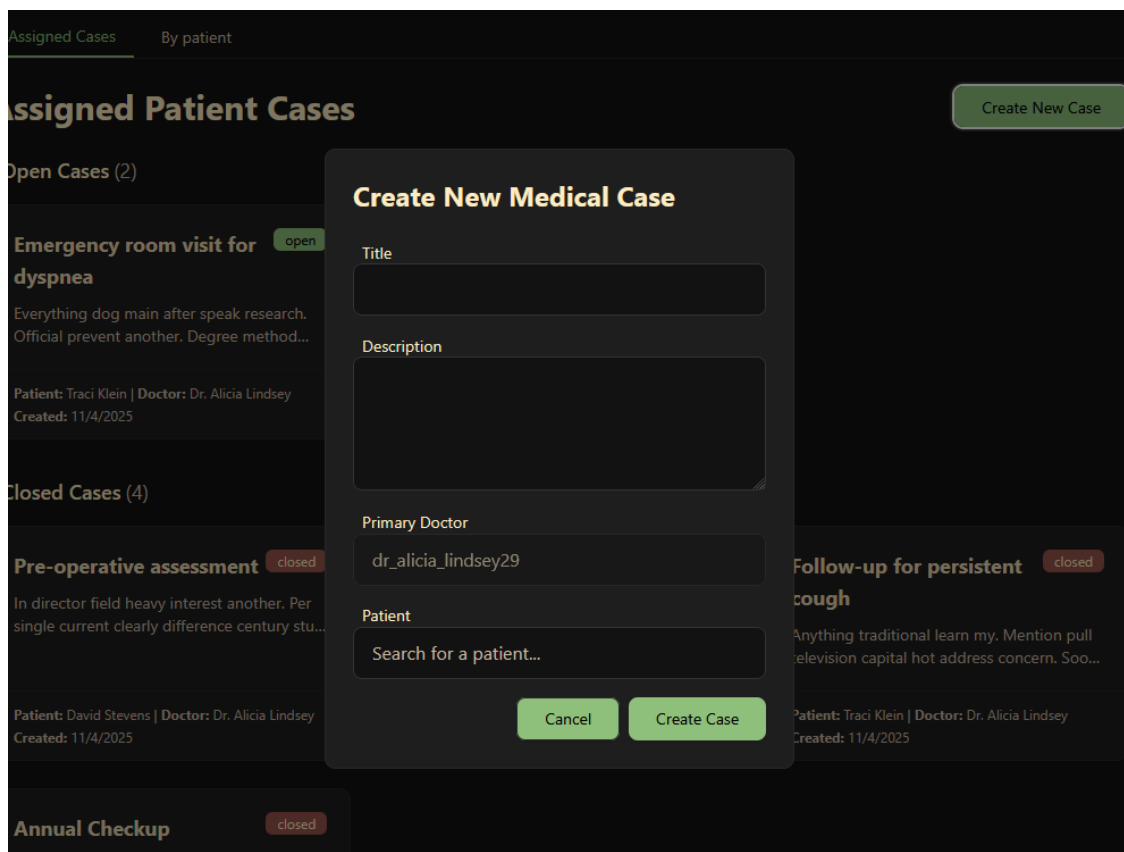 Assigned Cases
By patient
Assigned Patient Cases
Create New Case
Open Cases (2)
Emergency room visit for
dyspnea
open
Everything dog main after speak research.
Official prevent another. Degree method...
Patient: Traci Klein | Doctor: Dr. Alicia Lindsey
Created: 11/4/2025
Create New Medical Case
Title
Description
Primary Doctor
dr_alicia_lindsey29
Patient
Search for a patient...
Cancel
Create Case
Closed Cases (4)
Pre-operative assessment
closed
In director field heavy interest another. Per
single current clearly difference century stu...
Patient: David Stevens | Doctor: Dr. Alicia Lindsey
Created: 11/4/2025
Follow-up for persistent
cough
closed
Anything traditional learn my. Mention pull
television capital hot address concern. Soo...
Patient: Traci Klein | Doctor: Dr. Alicia Lindsey
Created: 11/4/2025
Annual Checkup
closed